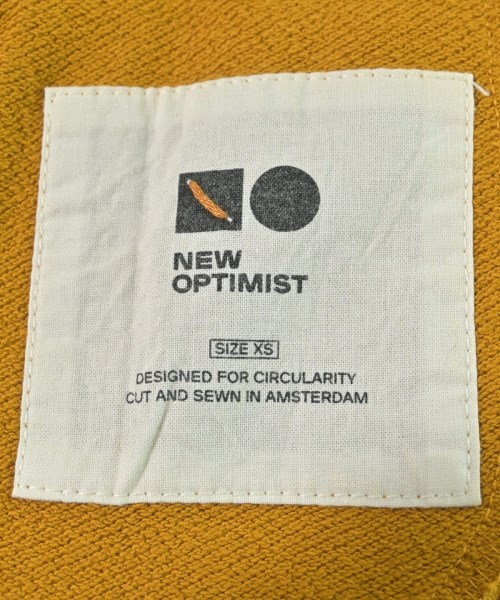 NEW
OPTIMIST
SIZE XS
DESIGNED FOR CIRCULARITY
CUT AND SEWN IN AMSTERDAM